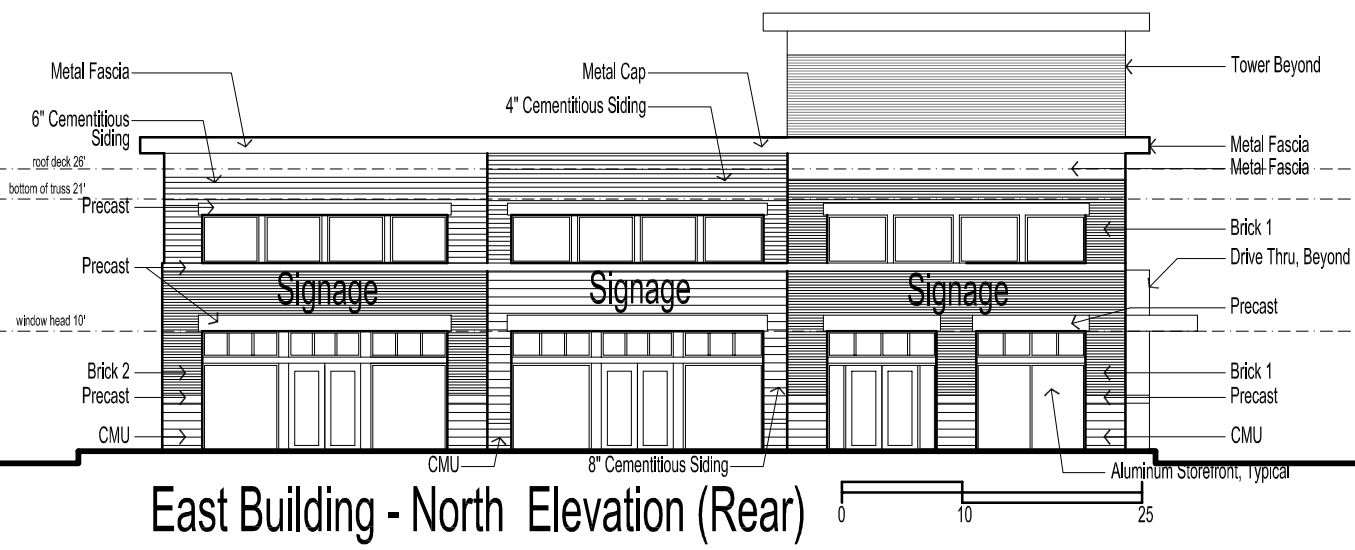 Metal Fascia
Metal Cap
Tower Beyond
6" Cementitious
Siding
4" Cementitious Siding
Metal Fascia
roof deck 26'
Metal Fascia
bottom of truss 21'
Precast
Brick 1
Precast
Drive Thru, Beyond
Signage
Signage
Signage
Precast
window head 10'
Brick 2
Brick 1
Precast
Precast
CMU
CMU
CMU
8" Cementitious Siding
Aluminum Storefront, Typical
East Building - North Elevation (Rear)
0 10 25